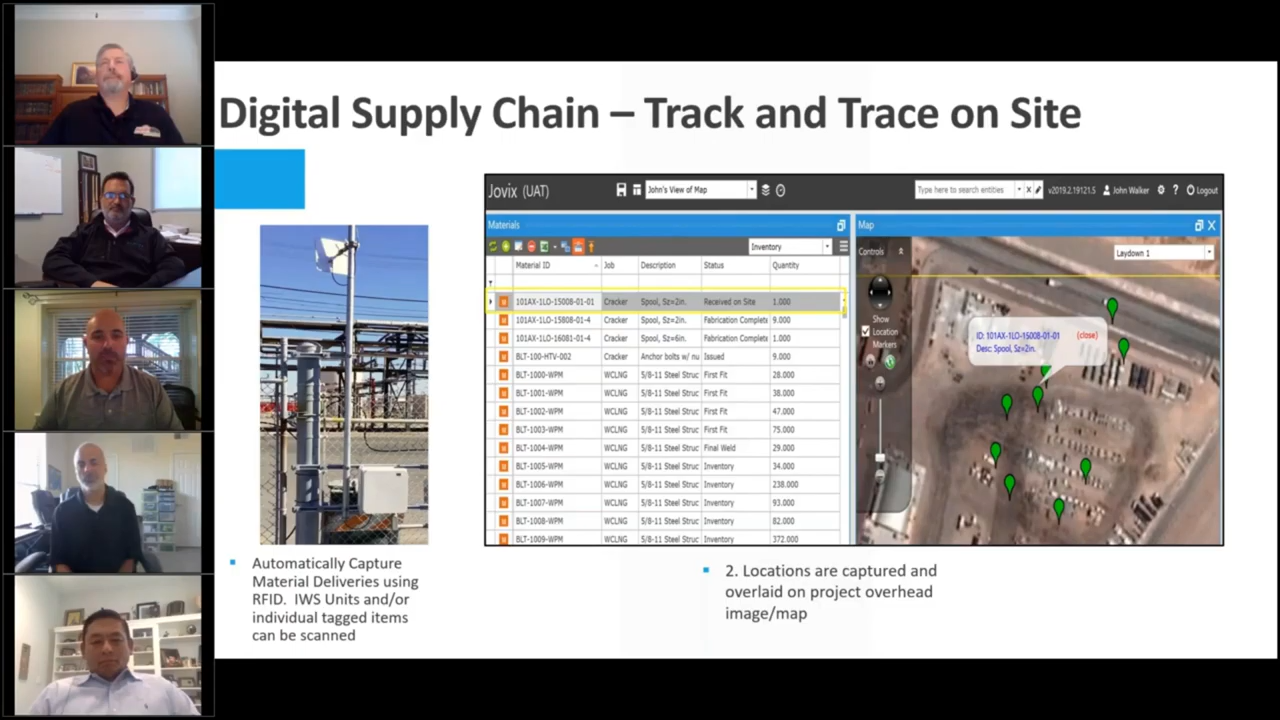 Digital Supply Chain – Track and Trace on Site
Jovix (UAT)
John's View of Map
Type here to search entities
v2019.2.19121.5
John Walker
?
Logout
Materials
Map
Inventory
Controls
Laydown 1
Material ID Job Description Status Quantity
101AX-1LO-15008-01-01 Cracker Spool, Sz=2in. Received on Site 1.000
101AX-1LO-15808-01-4 Cracker Spool, Sz=2in. Fabrication Complete 9.000
101AX-1LO-16081-01-4 Cracker Spool, Sz=6in. Fabrication Complete 1.000
BLT-100-HTV-002 Cracker Anchor bolts w/ nu Issued 9.000
BLT-1000-WPM WCLNG 5/8-11 Steel Struc First Fit 28.000
BLT-1001-WPM WCLNG 5/8-11 Steel Struc First Fit 38.000
BLT-1002-WPM WCLNG 5/8-11 Steel Struc First Fit 47.000
BLT-1003-WPM WCLNG 5/8-11 Steel Struc First Fit 75.000
BLT-1004-WPM WCLNG 5/8-11 Steel Struc Final Weld 29.000
BLT-1005-WPM WCLNG 5/8-11 Steel Struc Inventory 34.000
BLT-1006-WPM WCLNG 5/8-11 Steel Struc Inventory 238.000
BLT-1007-WPM WCLNG 5/8-11 Steel Struc Inventory 93.000
BLT-1008-WPM WCLNG 5/8-11 Steel Struc Inventory 82.000
BLT-1009-WPM WCLNG 5/8-11 Steel Struc Inventory 372.000
Show
Location
Markers
ID: 101AX-1LO-15008-01-01 (close)
Desc: Spool, Sz=2in.
Automatically Capture
Material Deliveries using
RFID. IWS Units and/or
individual tagged items
can be scanned
2. Locations are captured and
overlaid on project overhead
image/map